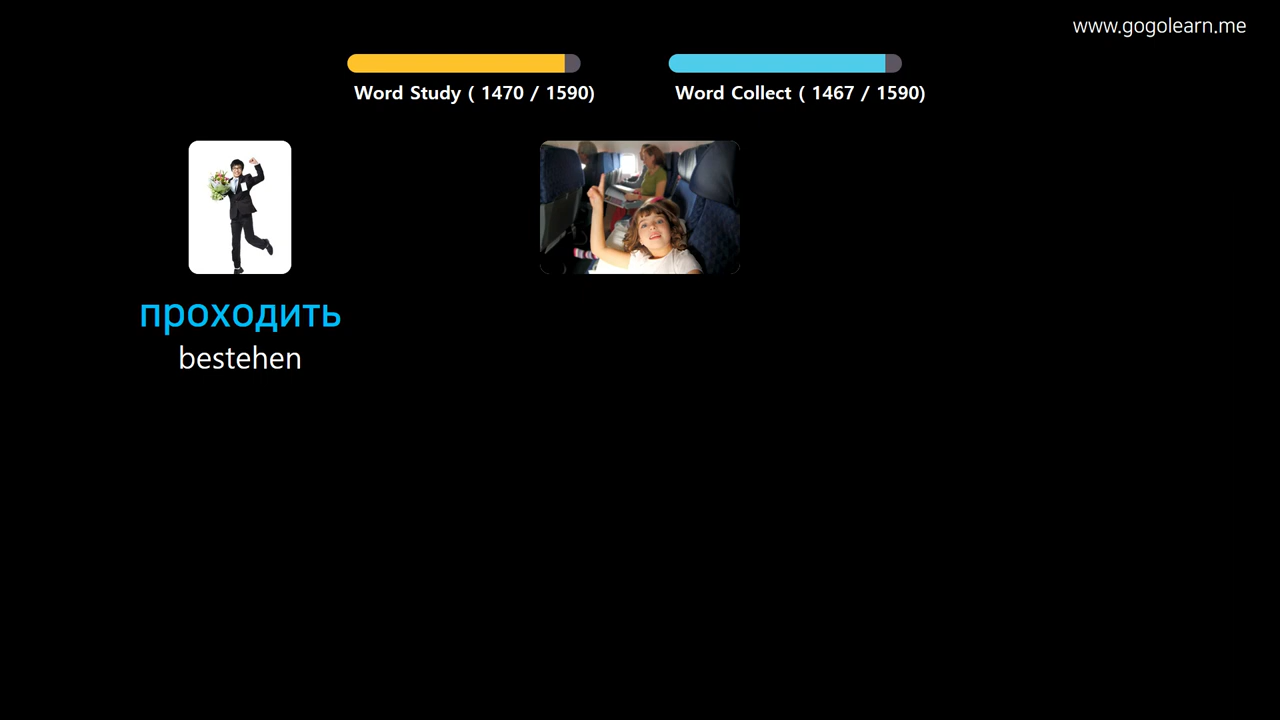 www.gogolearn.me
Word Study ( 1470 / 1590)
Word Collect ( 1467 / 1590)
проходить
bestehen